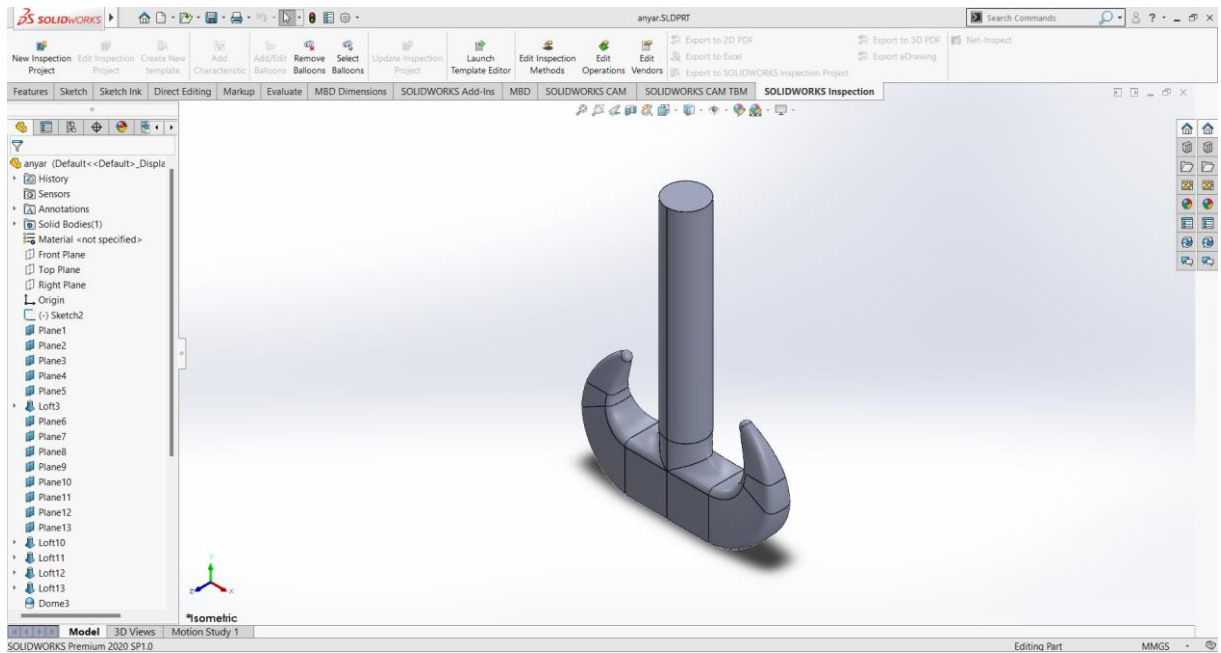 SOLIDWORKS
anyar.SLDPRT
Search Commands
New Inspection Project
Edit Inspection Project
Create New template
Add Characteristic
Add/Edit Balloons
Remove Balloons
Select Balloons
Update Inspection Project
Launch Template Editor
Edit Inspection Methods
Edit Operations
Edit Vendors
Export to 2D PDF
Export to Excel
Export to SOLIDWORKS Inspection Project
Export to 3D PDF
Export eDrawing
Net-Inspect
Features Sketch Sketch Ink Direct Editing Markup Evaluate MBD Dimensions SOLIDWORKS Add-Ins MBD SOLIDWORKS CAM SOLIDWORKS CAM TBM SOLIDWORKS Inspection
anyar (Default<<Default>_Displa
History
Sensors
Annotations
Solid Bodies(1)
Material <not specified>
Front Plane
Top Plane
Right Plane
Origin
(-) Sketch2
Plane1
Plane2
Plane3
Plane4
Plane5
Loft3
Plane6
Plane7
Plane8
Plane9
Plane10
Plane11
Plane12
Plane13
Loft10
Loft11
Loft12
Loft13
Dome3
Y
Z X
*Isometric
Model 3D Views Motion Study 1
SOLIDWORKS Premium 2020 SP1.0
Editing Part
MMGS